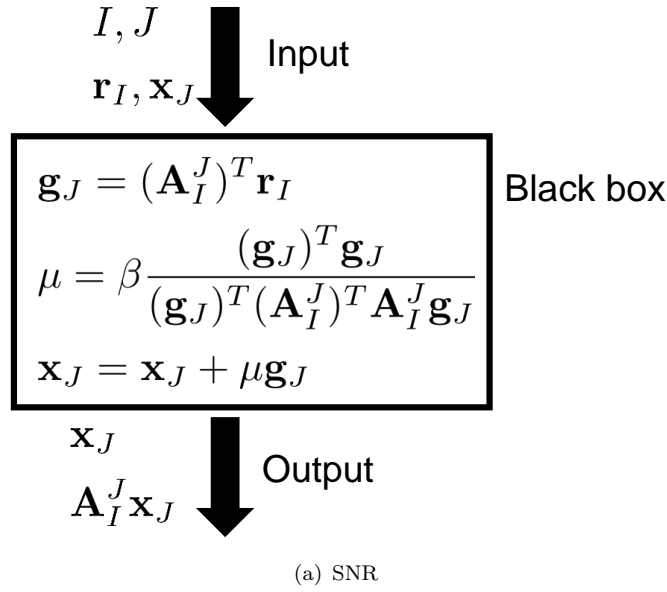 I, J
Input
𝐫_I, 𝐱_J
𝐠_J = (𝐀_I^J)^T 𝐫_I
Black box
μ = β (𝐠_J)^T 𝐠_J / (𝐠_J)^T (𝐀_I^J)^T 𝐀_I^J 𝐠_J
𝐱_J = 𝐱_J + μ𝐠_J
𝐱_J
Output
𝐀_I^J 𝐱_J
(a) SNR